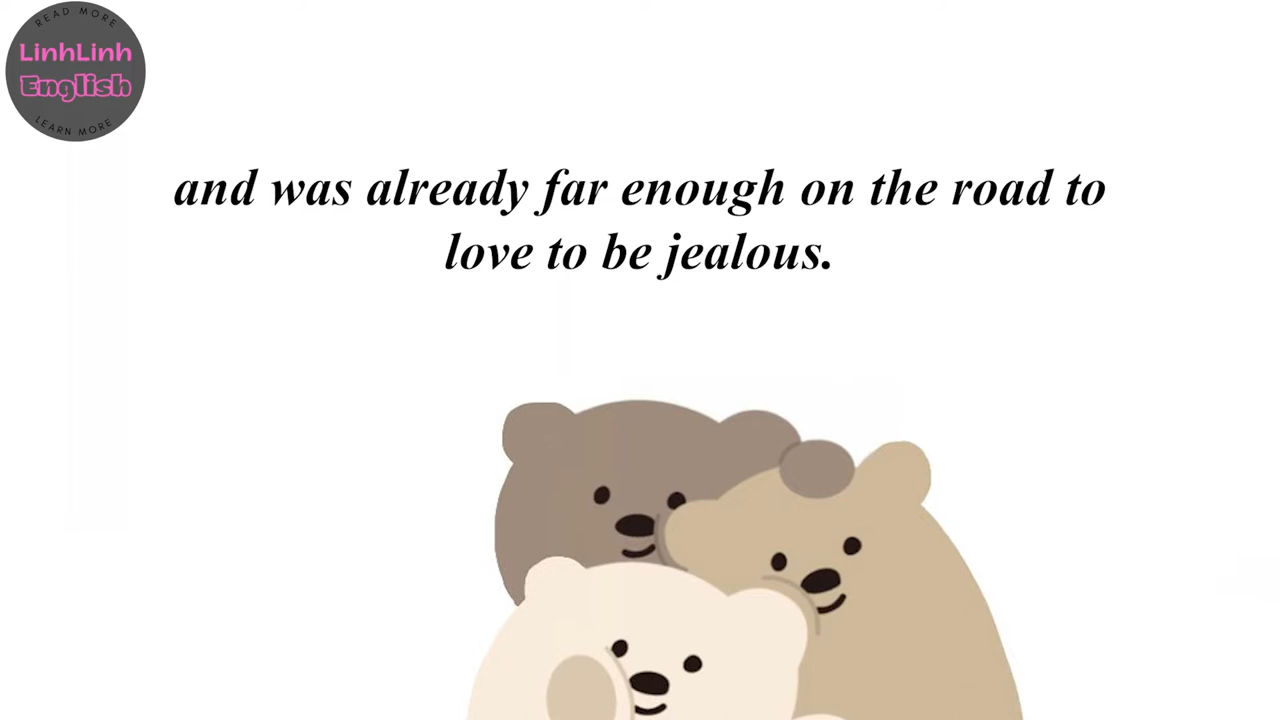 READ MORE
LinhLinh
English
LEARN MORE
and was already far enough on the road to
love to be jealous.